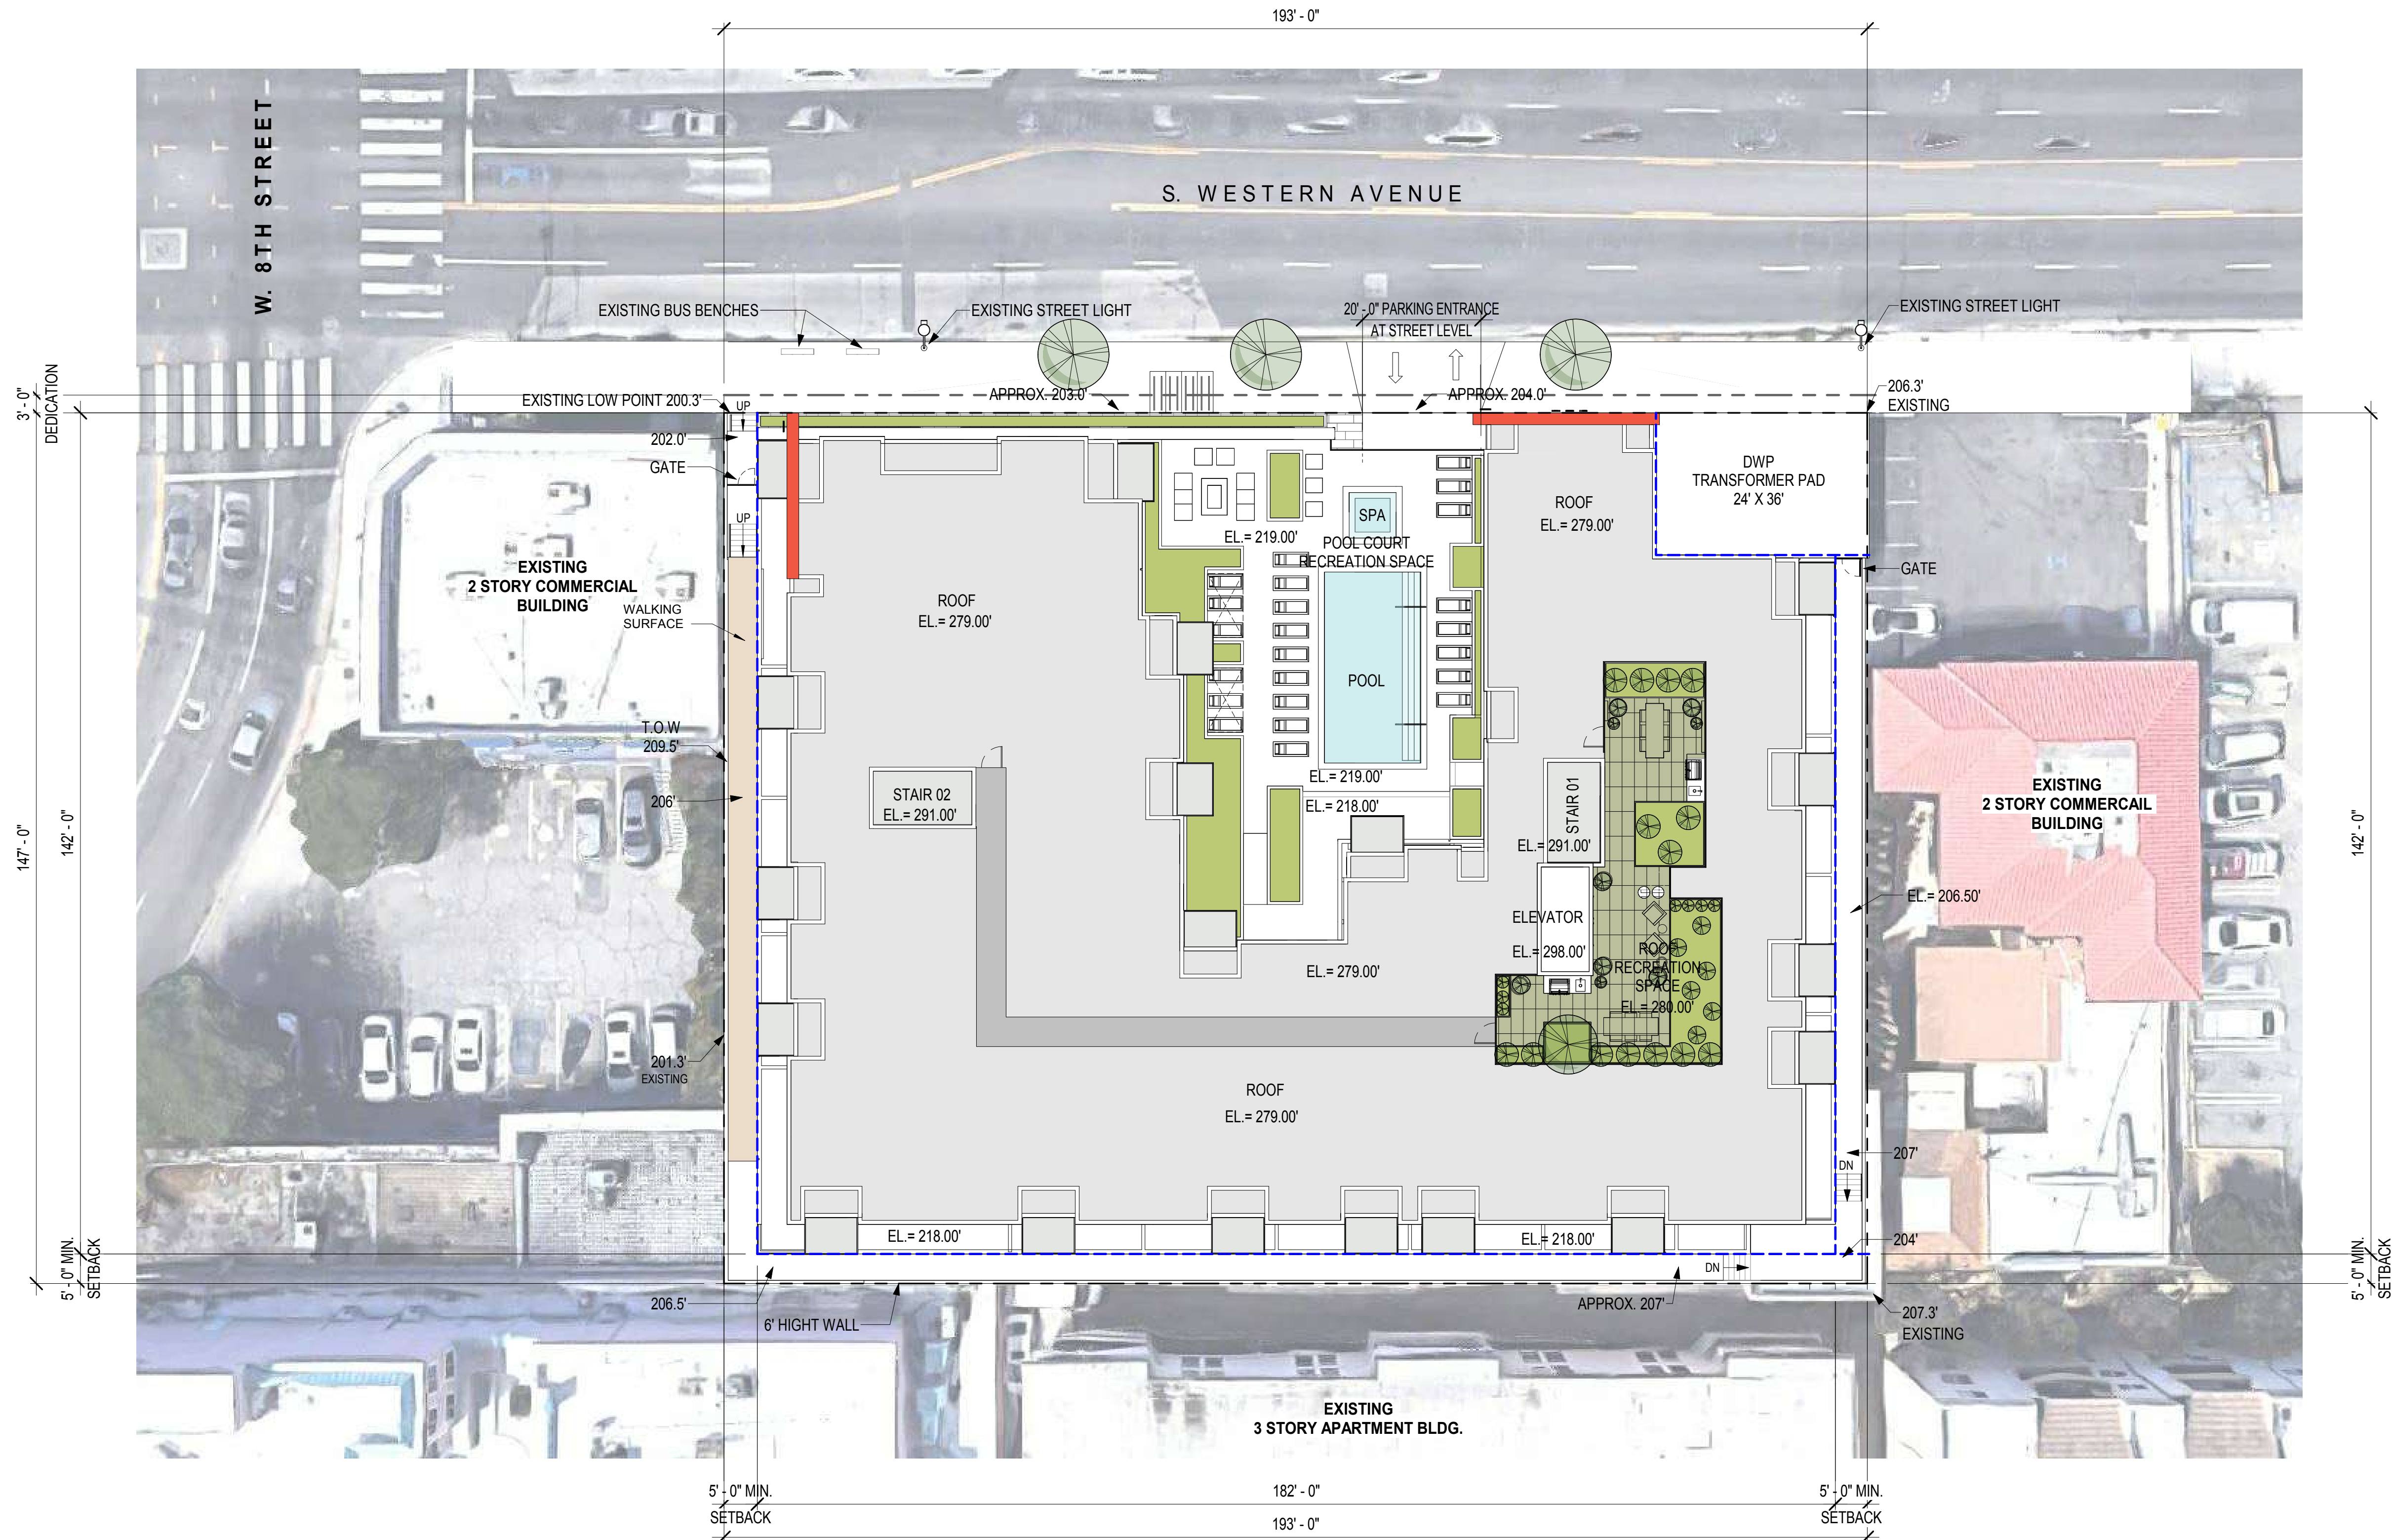 193' - 0"
W. 8TH STREET
S. WESTERN AVENUE
EXISTING BUS BENCHES
EXISTING STREET LIGHT
20' - 0" PARKING ENTRANCE
AT STREET LEVEL
EXISTING STREET LIGHT
3' - 0"
DEDICATION
EXISTING LOW POINT 200.3'
UP
APPROX. 203.0'
APPROX. 204.0'
206.3'
EXISTING
202.0'
GATE
UP
DWP
TRANSFORMER PAD
24' X 36'
ROOF
EL.= 279.00'
SPA
EL.= 219.00'
POOL COURT
RECREATION SPACE
GATE
EXISTING
2 STORY COMMERCIAL
BUILDING
WALKING
SURFACE
ROOF
EL.= 279.00'
POOL
T.O.W
209.5'
206'
STAIR 02
EL.= 291.00'
EL.= 219.00'
EL.= 218.00'
STAIR 01
EL.= 291.00'
EXISTING
2 STORY COMMERCAIL
BUILDING
147' - 0"
142' - 0"
142' - 0"
EL.= 206.50'
ELEVATOR
EL.= 298.00'
ROOF
RECREATION
SPACE
EL.= 280.00'
EL.= 279.00'
201.3'
EXISTING
ROOF
EL.= 279.00'
207'
DN
EL.= 218.00'
EL.= 218.00'
204'
DN
5' - 0" MIN.
SETBACK
5' - 0" MIN.
SETBACK
206.5'
6' HIGHT WALL
APPROX. 207'
207.3'
EXISTING
EXISTING
3 STORY APARTMENT BLDG.
5' - 0" MIN.
SETBACK
182' - 0"
5' - 0" MIN.
SETBACK
193' - 0"